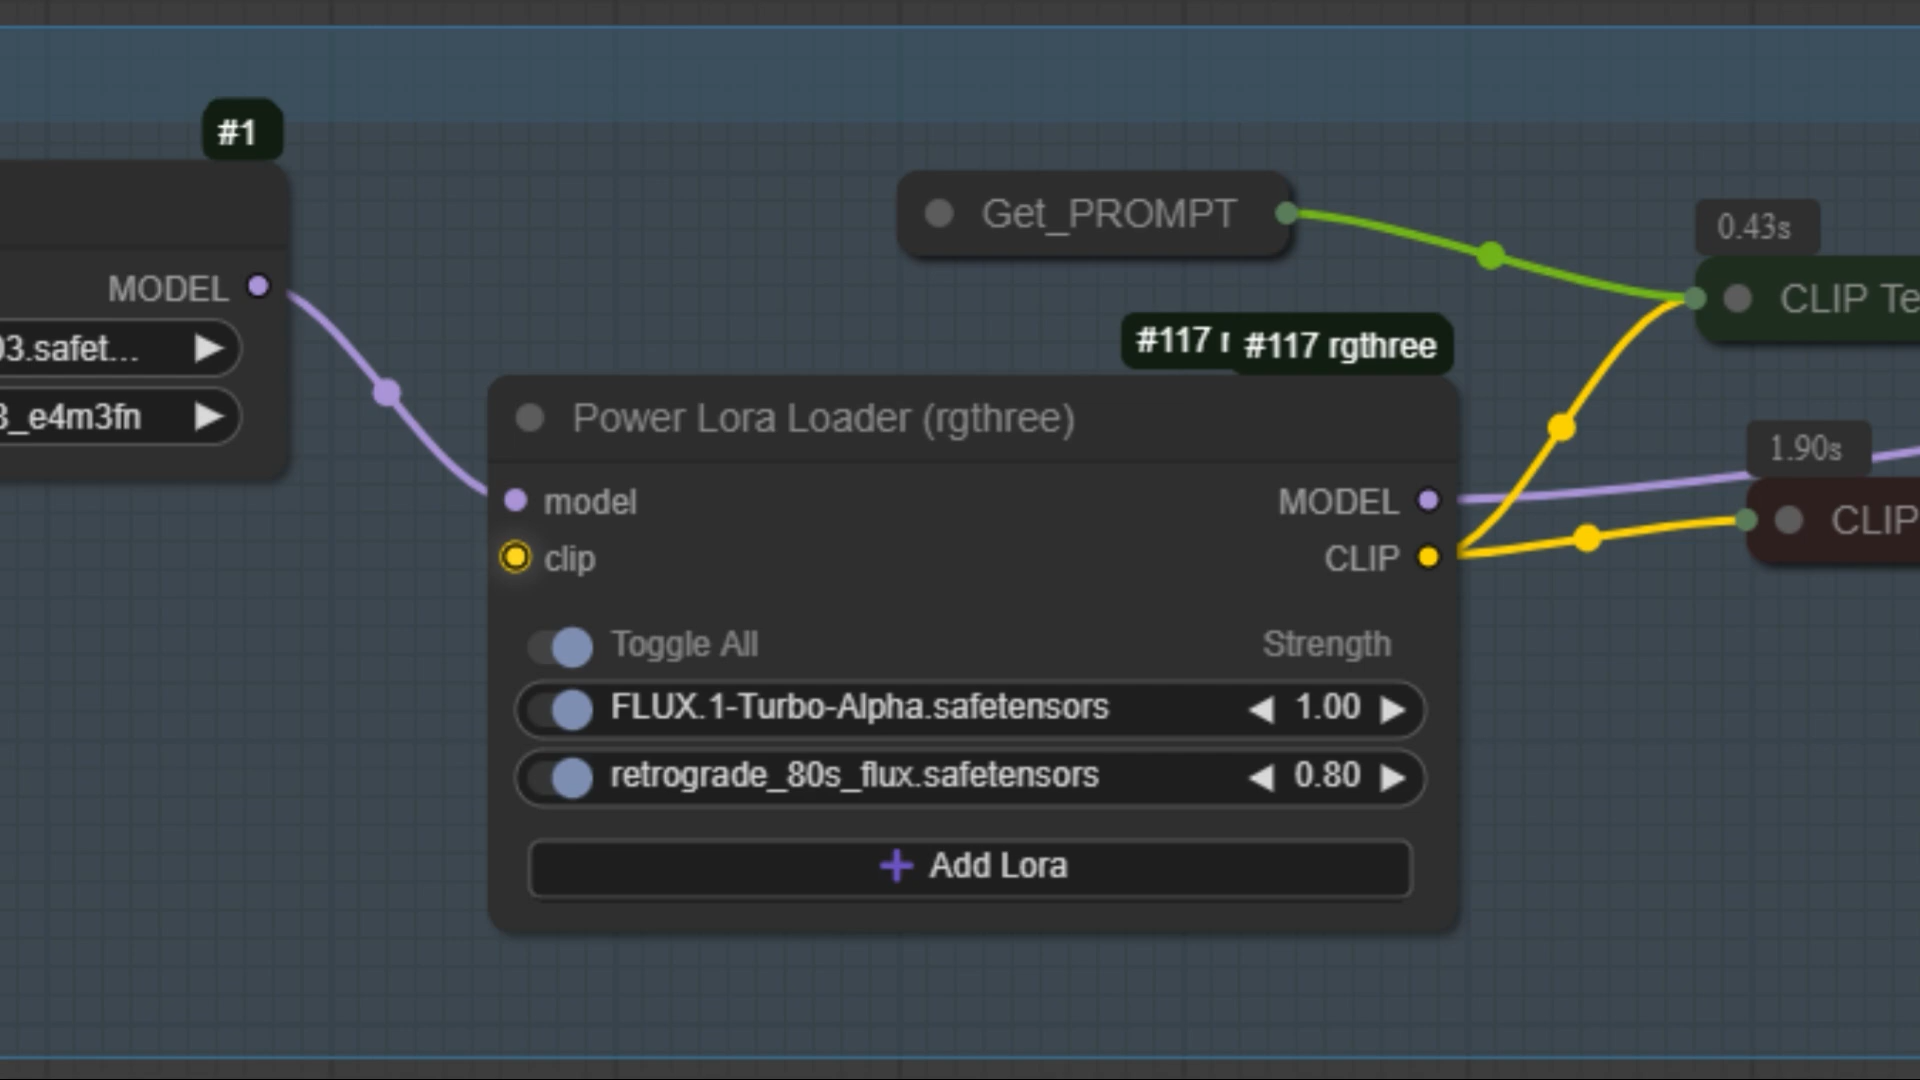 #1
MODEL
03.safet...
_e4m3fn
Get_PROMPT
0.43s
CLIP Te
#117 r
#117 rgthree
Power Lora Loader (rgthree)
model
MODEL
clip
CLIP
1.90s
CLIP
Toggle All
Strength
FLUX.1-Turbo-Alpha.safetensors
1.00
retrograde_80s_flux.safetensors
0.80
+ Add Lora